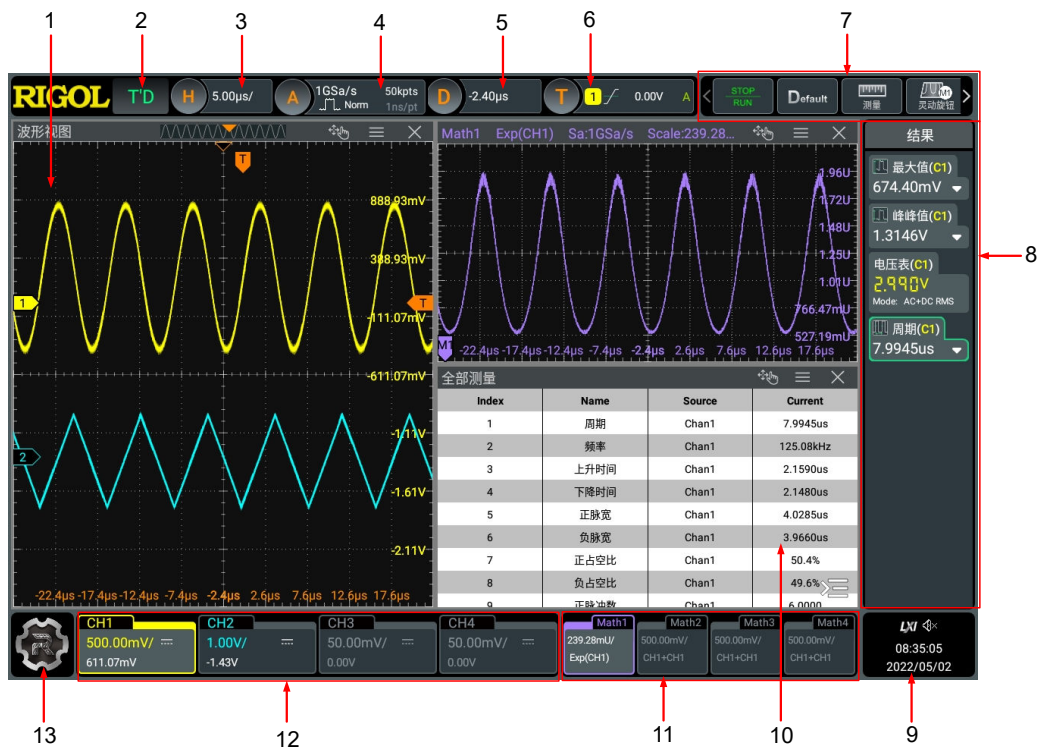 1 2 3 4 5 6 7
RIGOL T'D H 5.00μs/ A 1GSa/s 50kpts Norm 1ns/pt D -2.40μs T 1 0.00V A < STOP RUN Default 测量 M1 灵动旋钮 >
波形视图
T
888.93mV
388.93mV
1 T
-111.07mV
-611.07mV
-1.11V
2
-1.61V
-2.11V
-22.4μs -17.4μs -12.4μs -7.4μs -2.4μs 2.6μs 7.6μs 12.6μs 17.6μs
Math1 Exp(CH1) Sa:1GSa/s Scale:239.28...
1.96U
1.72U
1.48U
1.25U
1.01U
766.47mU
527.19mU
M1 -22.4μs -17.4μs -12.4μs -7.4μs -2.4μs 2.6μs 7.6μs 12.6μs 17.6μs
全部测量
Index Name Source Current
1 周期 Chan1 7.9945us
2 频率 Chan1 125.08kHz
3 上升时间 Chan1 2.1590us
4 下降时间 Chan1 2.1480us
5 正脉宽 Chan1 4.0285us
6 负脉宽 Chan1 3.9660us
7 正占空比 Chan1 50.4%
8 负占空比 Chan1 49.6%
9 正脉冲数 Chan1 6.0000
结果
最大值(C1)
674.40mV
峰峰值(C1)
1.3146V
电压表(C1)
2.990V
Mode: AC+DC RMS
周期(C1)
7.9945us
8
CH1 CH2 CH3 CH4 Math1 Math2 Math3 Math4
500.00mV/ 1.00V/ 50.00mV/ 50.00mV/ 239.28mU/ 500.00mV/ 500.00mV/ 500.00mV/
611.07mV -1.43V 0.00V 0.00V Exp(CH1) CH1+CH1 CH1+CH1 CH1+CH1
LXI
08:35:05
2022/05/02
13 12 11 10 9